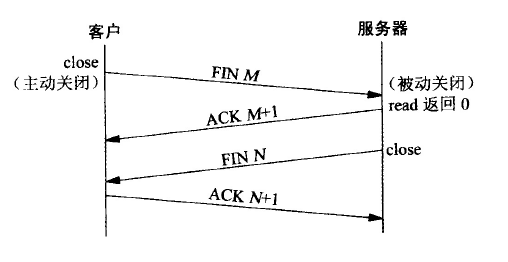 客户
服务器
close
(主动关闭)
FIN M
(被动关闭)
read 返回 0
ACK M+1
close
FIN N
ACK N+1